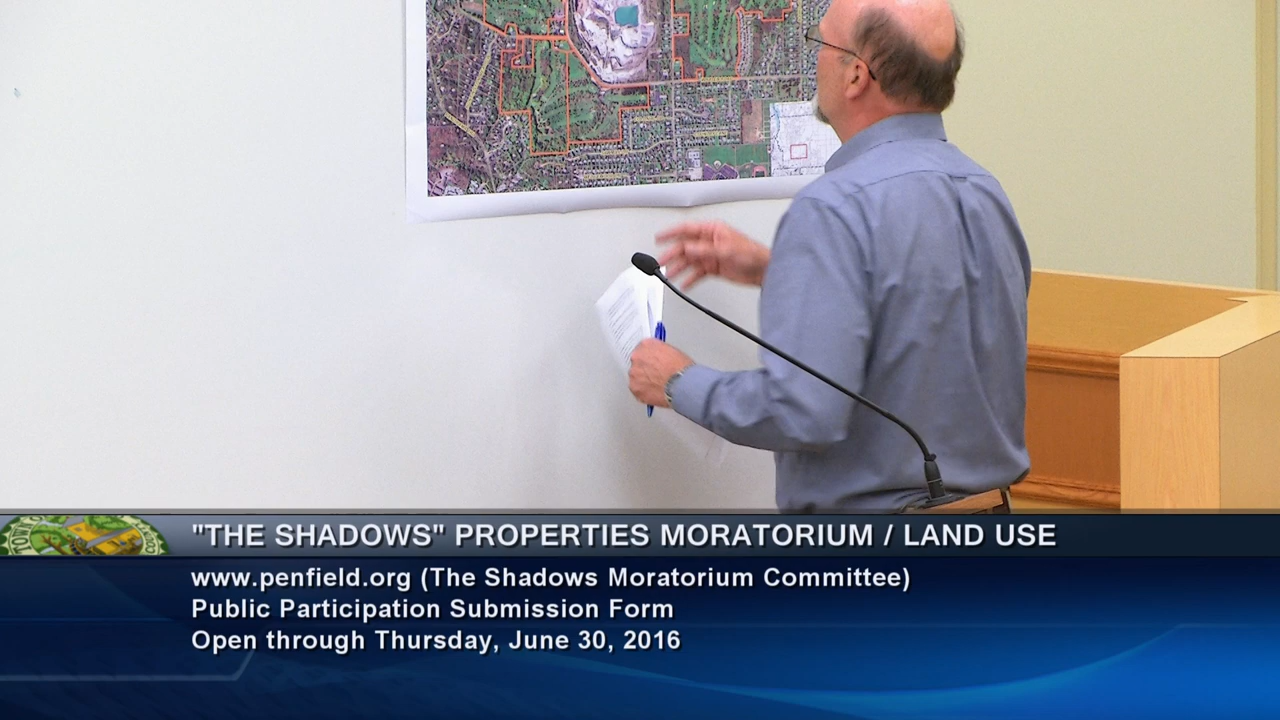 "THE SHADOWS" PROPERTIES MORATORIUM / LAND USE
www.penfield.org (The Shadows Moratorium Committee)
Public Participation Submission Form
Open through Thursday, June 30, 2016